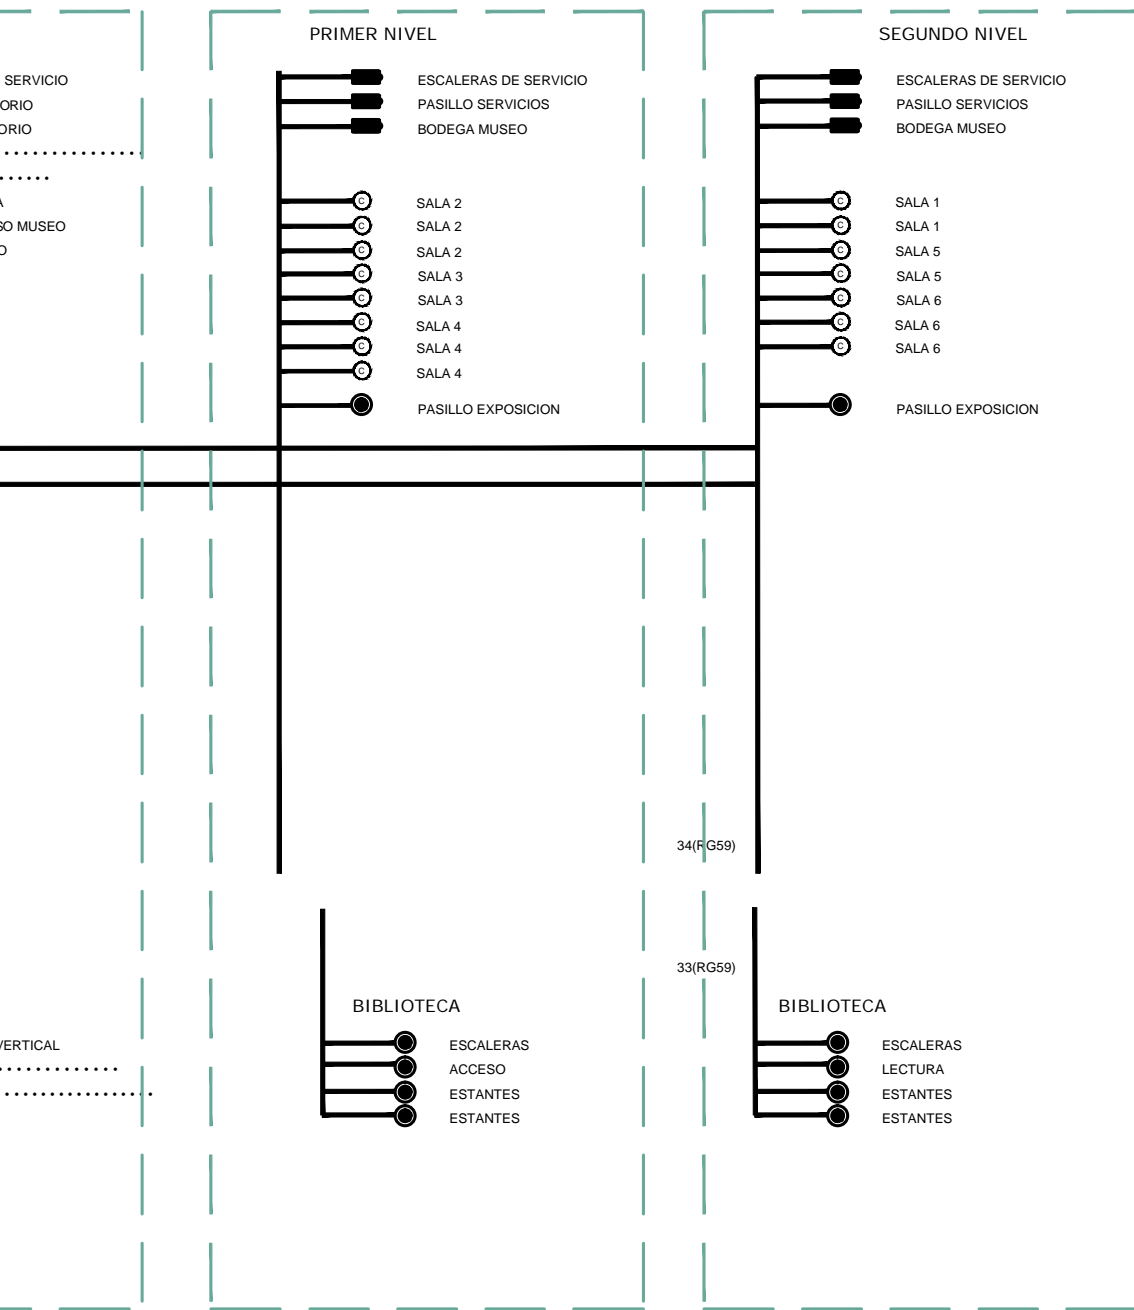 SERVICIO
ORIO
ORIO
A
SO MUSEO
O
VERTICAL
PRIMER NIVEL
ESCALERAS DE SERVICIO
PASILLO SERVICIOS
BODEGA MUSEO
C SALA 2
C SALA 2
C SALA 2
C SALA 3
C SALA 3
C SALA 4
C SALA 4
C SALA 4
PASILLO EXPOSICION
BIBLIOTECA
ESCALERAS
ACCESO
ESTANTES
ESTANTES
SEGUNDO NIVEL
ESCALERAS DE SERVICIO
PASILLO SERVICIOS
BODEGA MUSEO
C SALA 1
C SALA 1
C SALA 5
C SALA 5
C SALA 6
C SALA 6
C SALA 6
PASILLO EXPOSICION
34(RG59)
33(RG59)
BIBLIOTECA
ESCALERAS
LECTURA
ESTANTES
ESTANTES